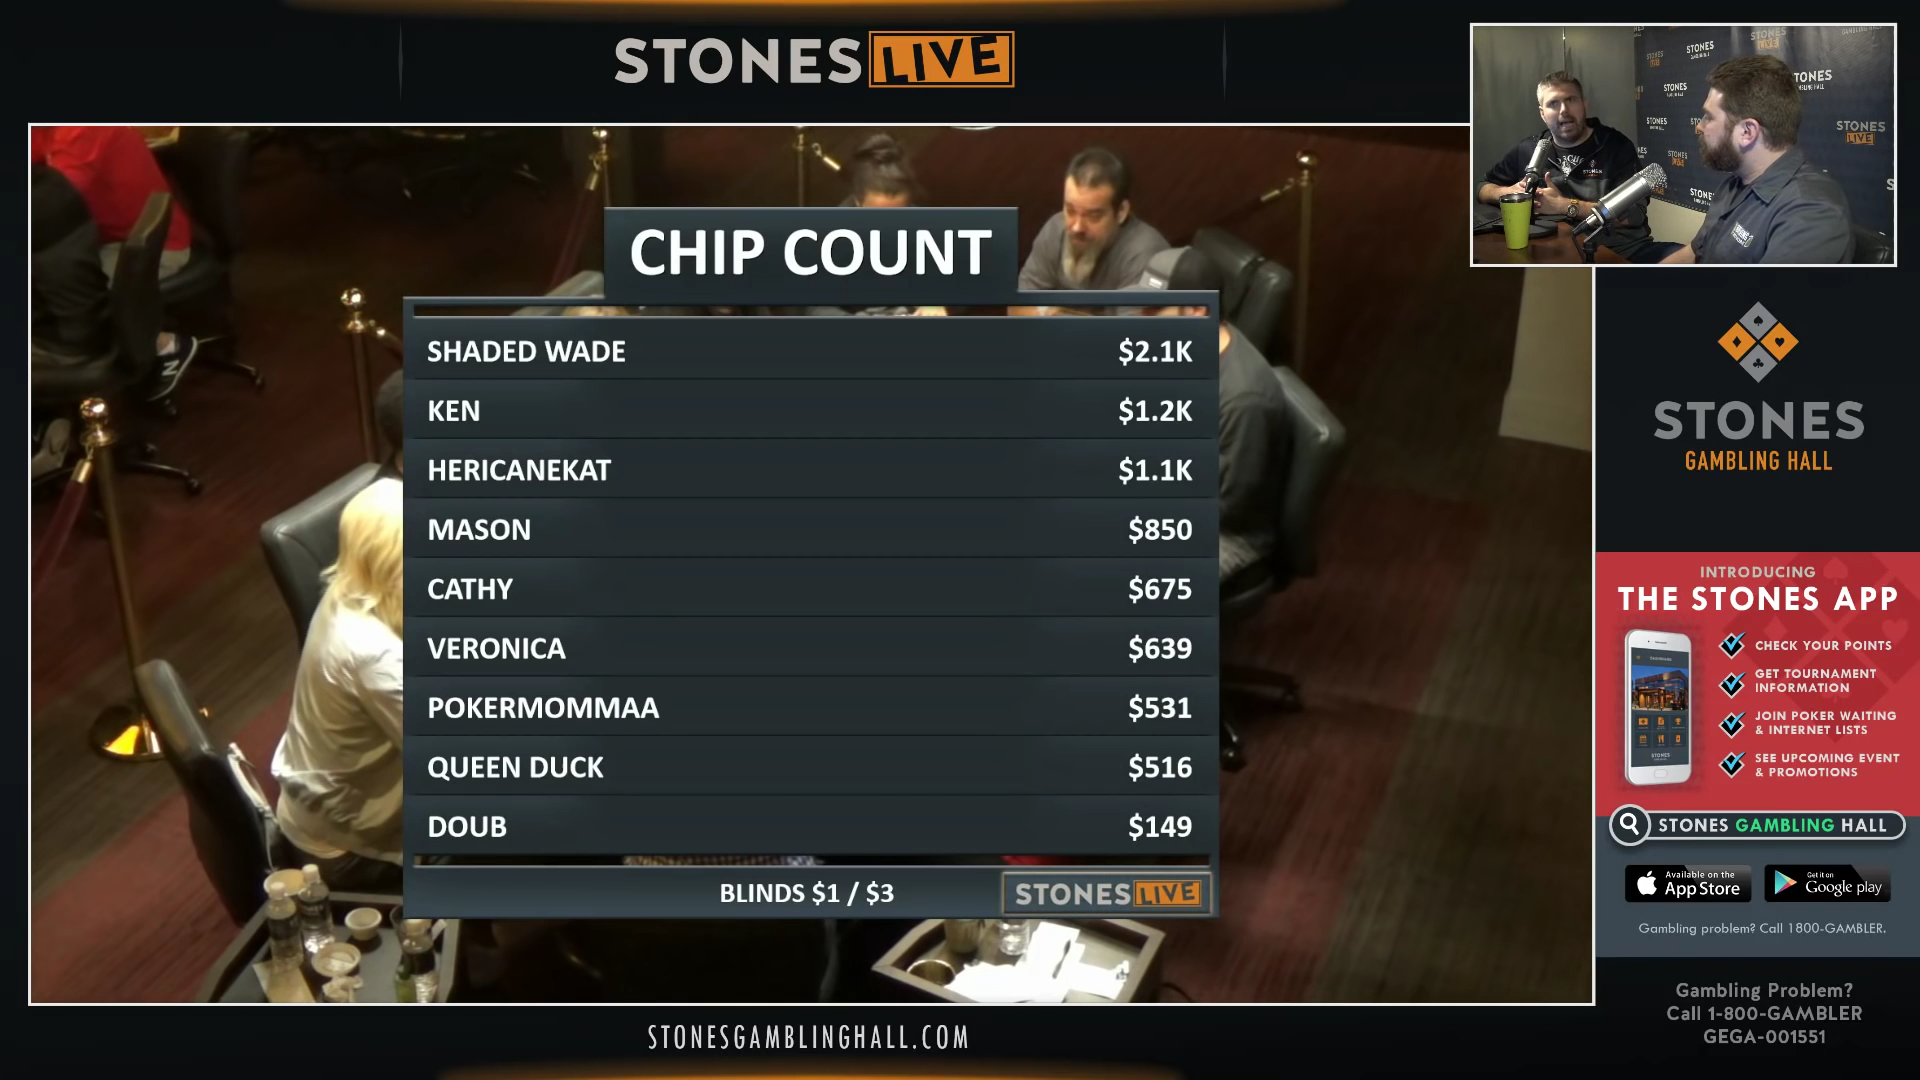 STONES LIVE
CHIP COUNT
SHADED WADE $2.1K
KEN $1.2K
HERICANEKAT $1.1K
MASON $850
CATHY $675
VERONICA $639
POKERMOMMAA $531
QUEEN DUCK $516
DOUB $149
BLINDS $1 / $3
STONES LIVE
STONESGAMBLINGHALL.COM
STONES
STONES
LIVE
STONES
GAMBLING HALL
INTRODUCING
THE STONES APP
CHECK YOUR POINTS
GET TOURNAMENT
INFORMATION
JOIN POKER WAITING
& INTERNET LISTS
SEE UPCOMING EVENT
& PROMOTIONS
STONES GAMBLING HALL
Available on the
App Store
Get it on
Google play
Gambling problem? Call 1800-GAMBLER.
Gambling Problem?
Call 1-800-GAMBLER
GEGA-001551